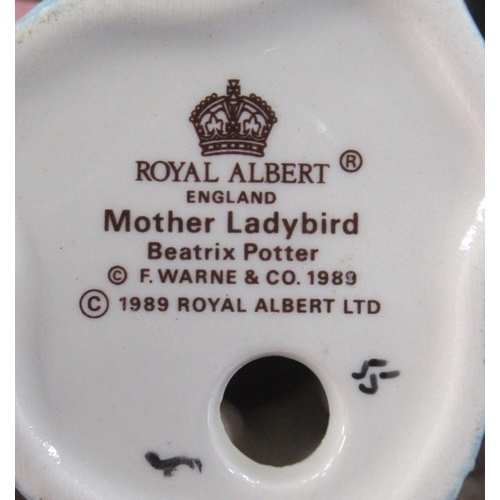 ROYAL ALBERT ®
ENGLAND
Mother Ladybird
Beatrix Potter
© F. WARNE & CO. 1989
© 1989 ROYAL ALBERT LTD